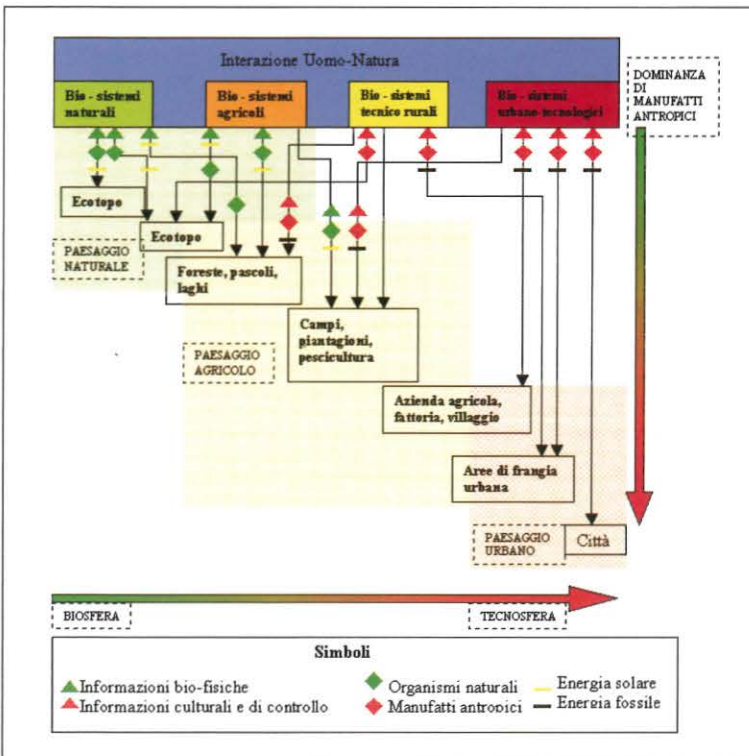 Interazione Uomo-Natura
Bio - sistemi
naturali
Bio - sistemi
agricoli
Bio - sistemi
tecnico rurali
Bio - sistemi
urbano-tecnologici
DOMINANZA
DI
MANUFATTI
ANTROPICI
Ecotopo
Ecotopo
PAESAGGIO
NATURALE
Foreste, pascoli,
laghi
Campi,
piantagioni,
pescicultura
PAESAGGIO
AGRICOLO
Azienda agricola,
fattoria, villaggio
Aree di frangia
urbana
PAESAGGIO
URBANO
Città
BIOSFERA
TECNOSFERA
Simboli
Informazioni bio-fisiche
Organismi naturali
Energia solare
Informazioni culturali e di controllo
Manufatti antropici
Energia fossile